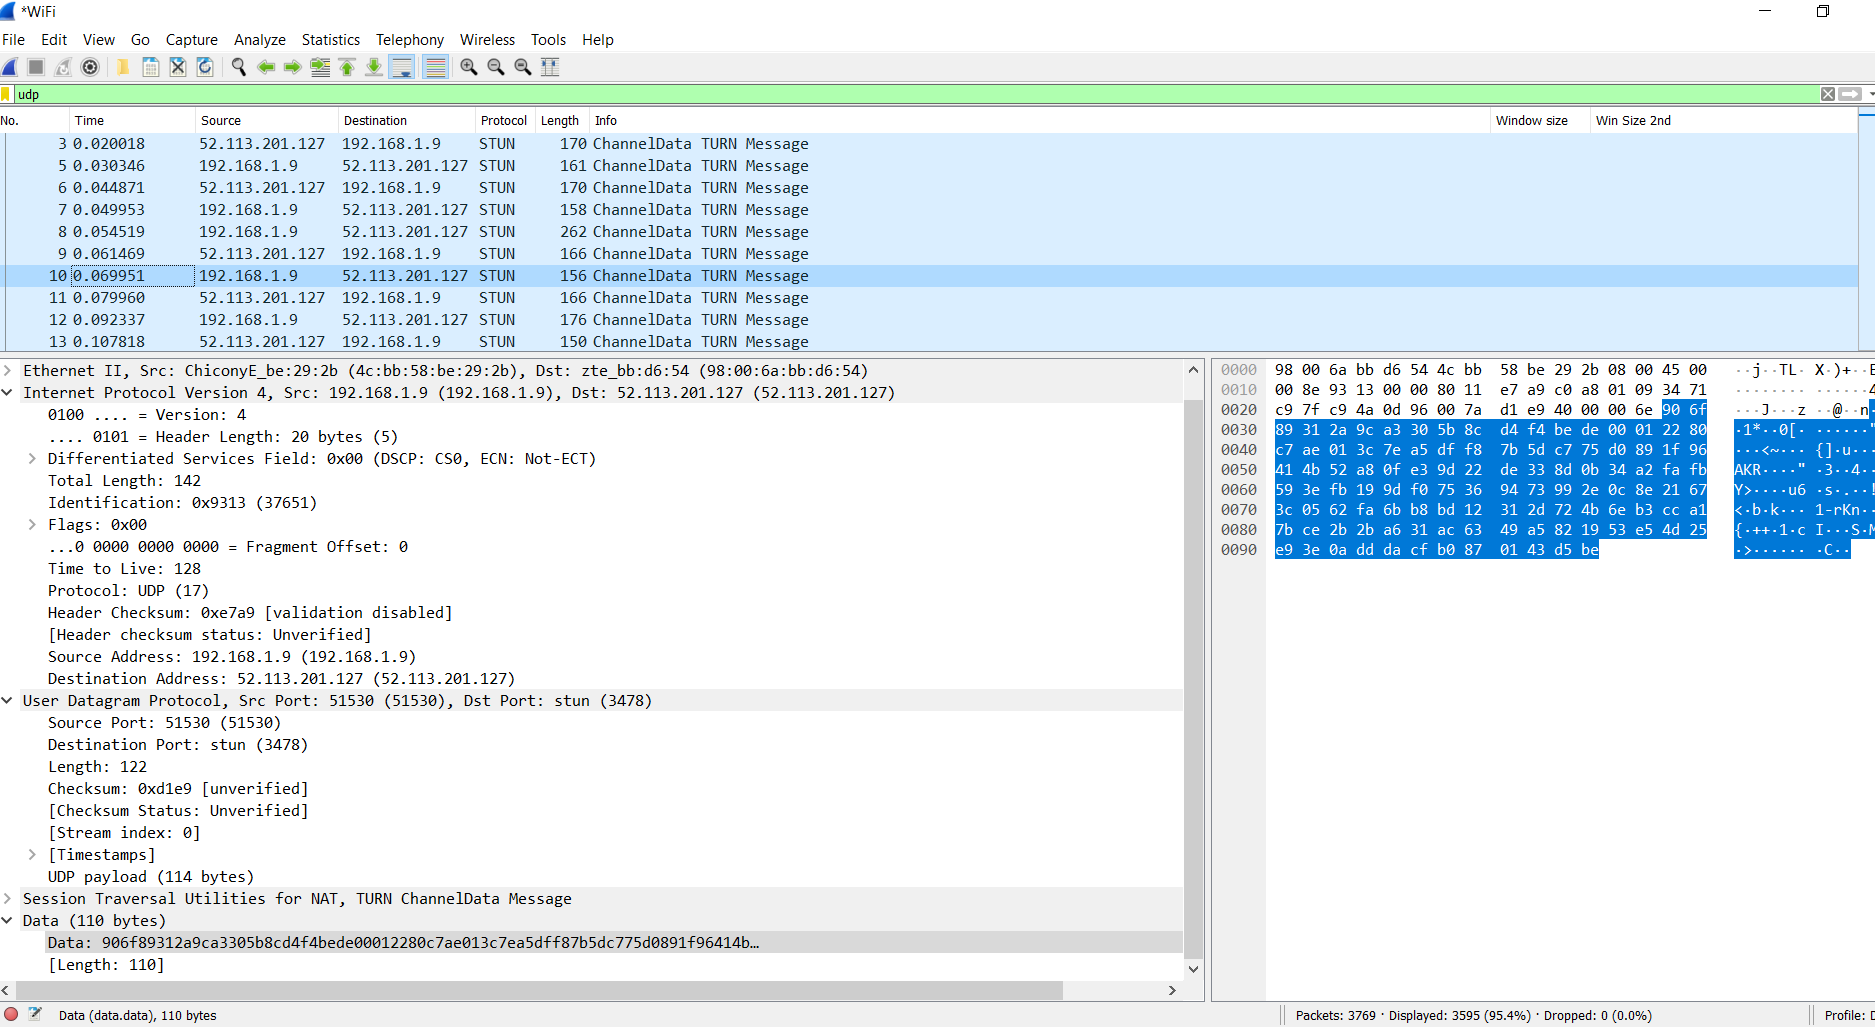 *WiFi
File Edit View Go Capture Analyze Statistics Telephony Wireless Tools Help
udp
No. Time Source Destination Protocol Length Info Window size Win Size 2nd
3 0.020018 52.113.201.127 192.168.1.9 STUN 170 ChannelData TURN Message
5 0.030346 192.168.1.9 52.113.201.127 STUN 161 ChannelData TURN Message
6 0.044871 52.113.201.127 192.168.1.9 STUN 170 ChannelData TURN Message
7 0.049953 192.168.1.9 52.113.201.127 STUN 158 ChannelData TURN Message
8 0.054519 192.168.1.9 52.113.201.127 STUN 262 ChannelData TURN Message
9 0.061469 52.113.201.127 192.168.1.9 STUN 166 ChannelData TURN Message
10 0.069951 192.168.1.9 52.113.201.127 STUN 156 ChannelData TURN Message
11 0.079960 52.113.201.127 192.168.1.9 STUN 166 ChannelData TURN Message
12 0.092337 192.168.1.9 52.113.201.127 STUN 176 ChannelData TURN Message
13 0.107818 52.113.201.127 192.168.1.9 STUN 150 ChannelData TURN Message
Ethernet II, Src: ChiconyE_be:29:2b (4c:bb:58:be:29:2b), Dst: zte_bb:d6:54 (98:00:6a:bb:d6:54)
Internet Protocol Version 4, Src: 192.168.1.9 (192.168.1.9), Dst: 52.113.201.127 (52.113.201.127)
0100 .... = Version: 4
.... 0101 = Header Length: 20 bytes (5)
Differentiated Services Field: 0x00 (DSCP: CS0, ECN: Not-ECT)
Total Length: 142
Identification: 0x9313 (37651)
Flags: 0x00
...0 0000 0000 0000 = Fragment Offset: 0
Time to Live: 128
Protocol: UDP (17)
Header Checksum: 0xe7a9 [validation disabled]
[Header checksum status: Unverified]
Source Address: 192.168.1.9 (192.168.1.9)
Destination Address: 52.113.201.127 (52.113.201.127)
User Datagram Protocol, Src Port: 51530 (51530), Dst Port: stun (3478)
Source Port: 51530 (51530)
Destination Port: stun (3478)
Length: 122
Checksum: 0xd1e9 [unverified]
[Checksum Status: Unverified]
[Stream index: 0]
[Timestamps]
UDP payload (114 bytes)
Session Traversal Utilities for NAT, TURN ChannelData Message
Data (110 bytes)
Data: 906f89312a9ca3305b8cd4f4bede00012280c7ae013c7ea5dff87b5dc775d0891f96414b…
[Length: 110]
0000 98 00 6a bb d6 54 4c bb 58 be 29 2b 08 00 45 00 ··j··TL· X·)+··E
0010 00 8e 93 13 00 00 80 11 e7 a9 c0 a8 01 09 34 71 ········ ······4
0020 c9 7f c9 4a 0d 96 00 7a d1 e9 40 00 00 6e 90 6f ···J···z ··@··n·
0030 89 31 2a 9c a3 30 5b 8c d4 f4 be de 00 01 22 80 ·1*··0[· ······"
0040 c7 ae 01 3c 7e a5 df f8 7b 5d c7 75 d0 89 1f 96 ···<~··· {]·u···
0050 41 4b 52 a8 0f e3 9d 22 de 33 8d 0b 34 a2 fa fb AKR····" ·3··4··
0060 59 3e fb 19 9d f0 75 36 94 73 99 2e 0c 8e 21 67 Y>····u6 ·s·.··!
0070 3c 05 62 fa 6b b8 bd 12 31 2d 72 4b 6e b3 cc a1 <·b·k··· 1-rKn··
0080 7b ce 2b 2b a6 31 ac 63 49 a5 82 19 53 e5 4d 25 {·++·1·c I···S·M
0090 e9 3e 0a dd da cf b0 87 01 43 d5 be ·>······ ·C··
Data (data.data), 110 bytes
Packets: 3769 · Displayed: 3595 (95.4%) · Dropped: 0 (0.0%)
Profile: